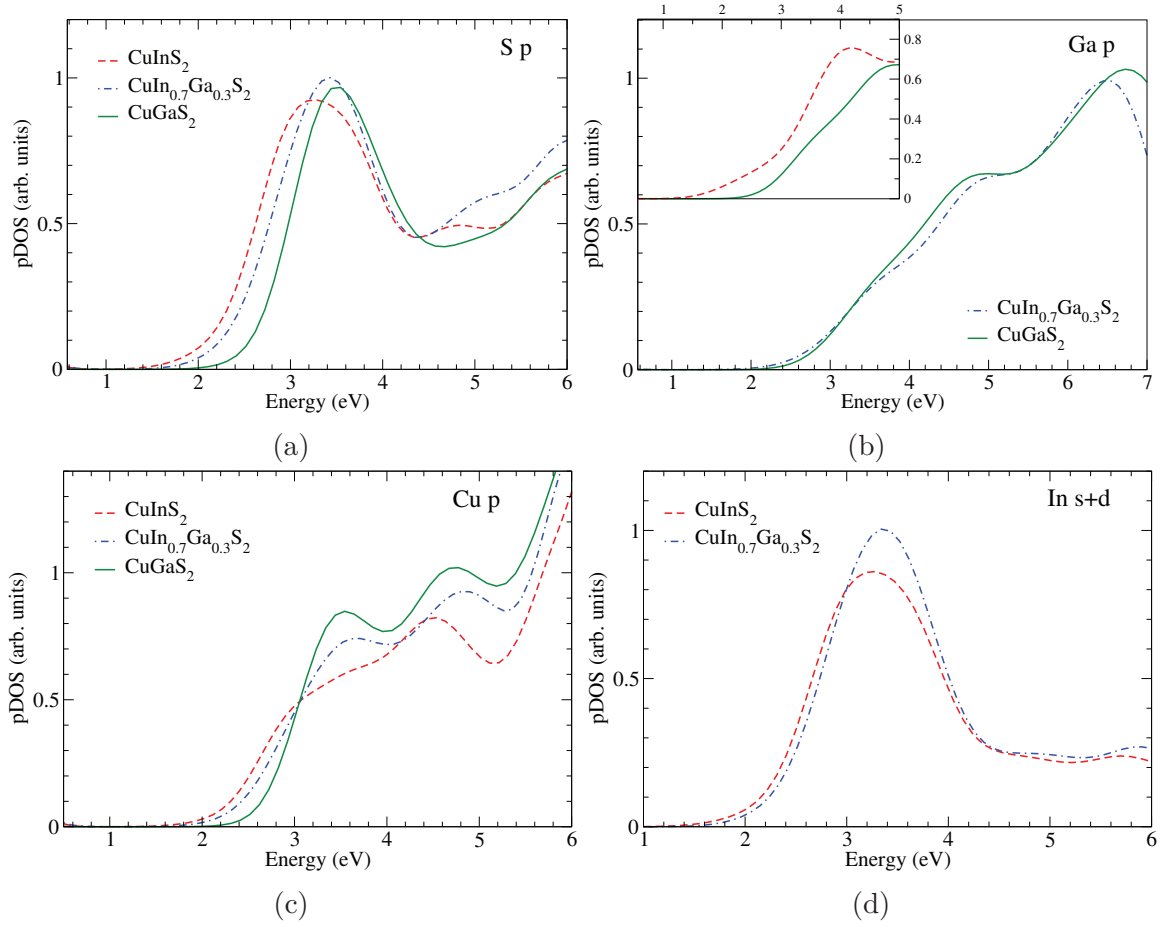 S p
CuInS2
CuIn0.7Ga0.3S2
CuGaS2
pDOS (arb. units)
0
0.5
1
1 2 3 4 5 6
Energy (eV)
(a)
1 2 3 4 5
Ga p
0.8
0.6
0.4
0.2
0
CuIn0.7Ga0.3S2
CuGaS2
pDOS (arb. units)
0
0.5
1
1 2 3 4 5 6 7
Energy (eV)
(b)
Cu p
CuInS2
CuIn0.7Ga0.3S2
CuGaS2
pDOS (arb. units)
0
0.5
1
1 2 3 4 5 6
Energy (eV)
(c)
In s+d
CuInS2
CuIn0.7Ga0.3S2
pDOS (arb. units)
0
0.5
1
1 2 3 4 5 6
Energy (eV)
(d)